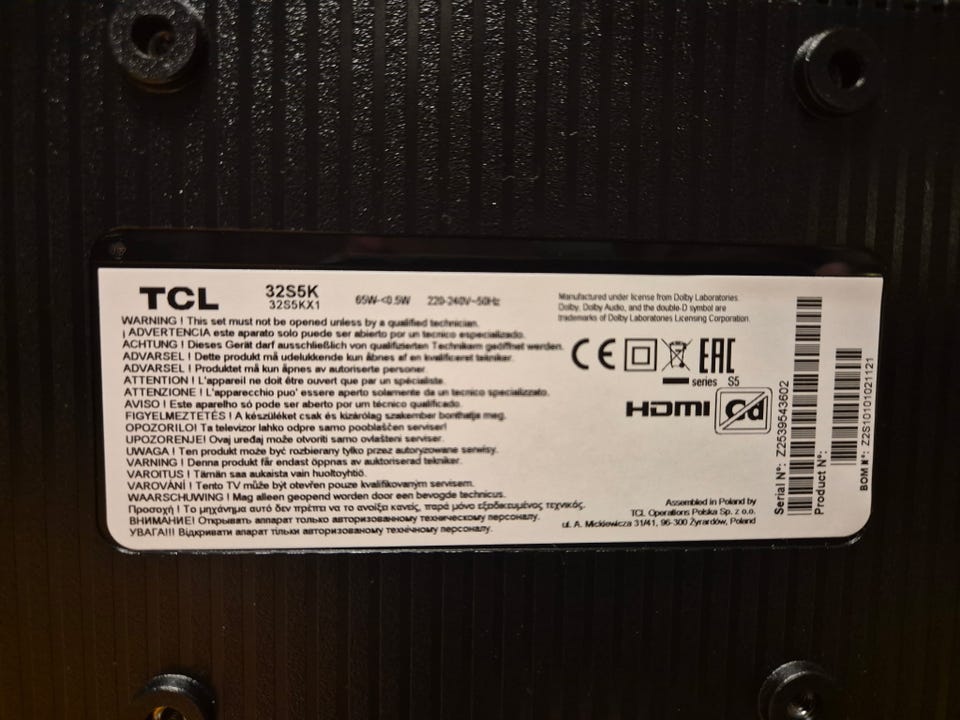 TCL
32S5K
32S5KX1
65W-<0.5W 220-240V~50Hz
WARNING ! This set must not be opened unless by a qualified technician.
¡ ADVERTENCIA este aparato solo puede ser abierto por un tecnico especializado.
ACHTUNG ! Dieses Gerät darf ausschließlich von qualifizierten Technikern geöffnet werden.
ADVARSEL ! Dette produkt må udelukkende kun åbnes af en kvalificeret tekniker.
ADVARSEL ! Produktet må kun åpnes av autoriserte personer.
ATTENTION ! L'appareil ne doit être ouvert que par un spécialiste.
ATTENZIONE ! L'apparecchio puo' essere aperto solamente da un tecnico specializzato.
AVISO ! Este aparelho só pode ser aberto por um técnico qualificado.
FIGYELMEZTETÉS ! A készüléket csak és kizárólag szakember bonthatja meg.
OPOZORILO! Ta televizor lahko odpre samo pooblaščen serviser!
UPOZORENJE! Ovaj uređaj može otvoriti samo ovlašteni serviser.
UWAGA ! Ten produkt może być rozbierany tylko przez autoryzowane serwisy.
VARNING ! Denna produkt får endast öppnas av auktoriserad tekniker.
VAROITUS ! Tämän saa aukaista vain huoltoyhtiö.
VAROVÁNÍ ! Tento TV může být otevřen pouze kvalifikovaným servisem.
WAARSCHUWING ! Mag alleen geopend worden door een bevoegde technicus.
Προσοχή ! Το μηχάνημα αυτό δεν πρέπει να το ανοίξει κανείς, παρά μόνο εξειδικευμένος τεχνικός.
ВНИМАНИЕ! Открывать аппарат только авторизованному техническому персоналу.
УВАГА!!! Відкривати апарат тільки авторизованому технічному персоналу.
Manufactured under license from Dolby Laboratories.
Dolby, Dolby Audio, and the double-D symbol are
trademarks of Dolby Laboratories Licensing Corporation.
CE EAC
series S5
HDMI Cd
Assembled in Poland by
TCL Operations Polska Sp. z o.o.
ul. A. Mickiewicza 31/41, 96-300 Żyrardów, Poland
Serial N°: Z2539543602
Product N°:
BOM N°: Z2S10101021121